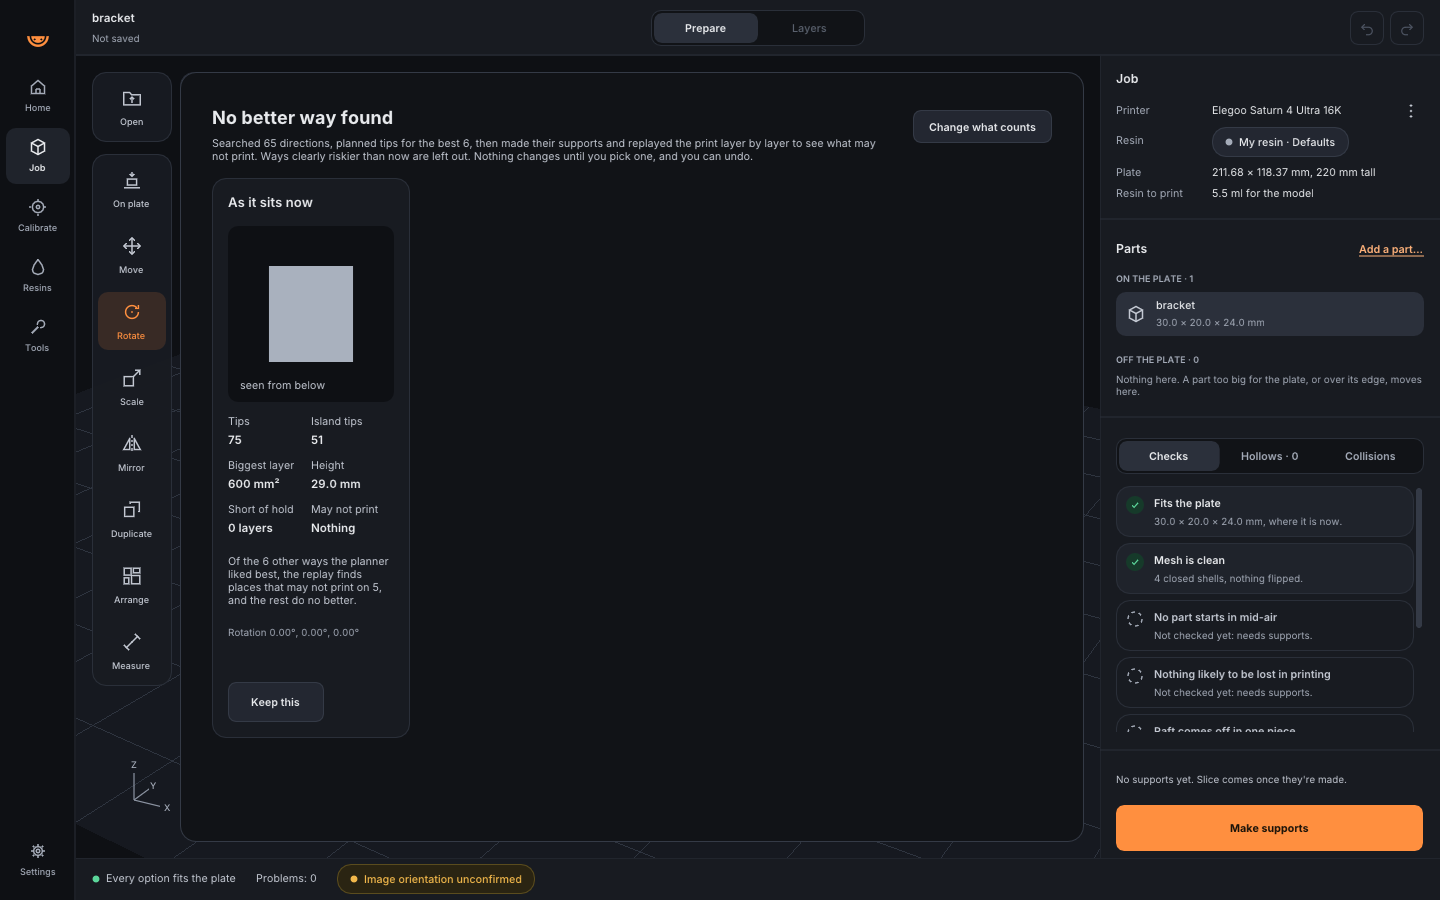 bracket
Not saved
Prepare
Layers
Home
Job
Calibrate
Resins
Tools
Settings
Open
On plate
Move
Rotate
Scale
Mirror
Duplicate
Arrange
Measure
Z
Y
X
No better way found
Searched 65 directions, planned tips for the best 6, then made their supports and replayed the print layer by layer to see what may
not print. Ways clearly riskier than now are left out. Nothing changes until you pick one, and you can undo.
Change what counts
As it sits now
seen from below
Tips Island tips
75 51
Biggest layer Height
600 mm² 29.0 mm
Short of hold May not print
0 layers Nothing
Of the 6 other ways the planner
liked best, the replay finds
places that may not print on 5,
and the rest do no better.
Rotation 0.00°, 0.00°, 0.00°
Keep this
Job
Printer Elegoo Saturn 4 Ultra 16K
Resin My resin · Defaults
Plate 211.68 × 118.37 mm, 220 mm tall
Resin to print 5.5 ml for the model
Parts Add a part...
ON THE PLATE · 1
bracket
30.0 × 20.0 × 24.0 mm
OFF THE PLATE · 0
Nothing here. A part too big for the plate, or over its edge, moves
here.
Checks Hollows · 0 Collisions
Fits the plate
30.0 × 20.0 × 24.0 mm, where it is now.
Mesh is clean
4 closed shells, nothing flipped.
No part starts in mid-air
Not checked yet: needs supports.
Nothing likely to be lost in printing
Not checked yet: needs supports.
Raft comes off in one piece
No supports yet. Slice comes once they're made.
Make supports
Every option fits the plate
Problems: 0
Image orientation unconfirmed